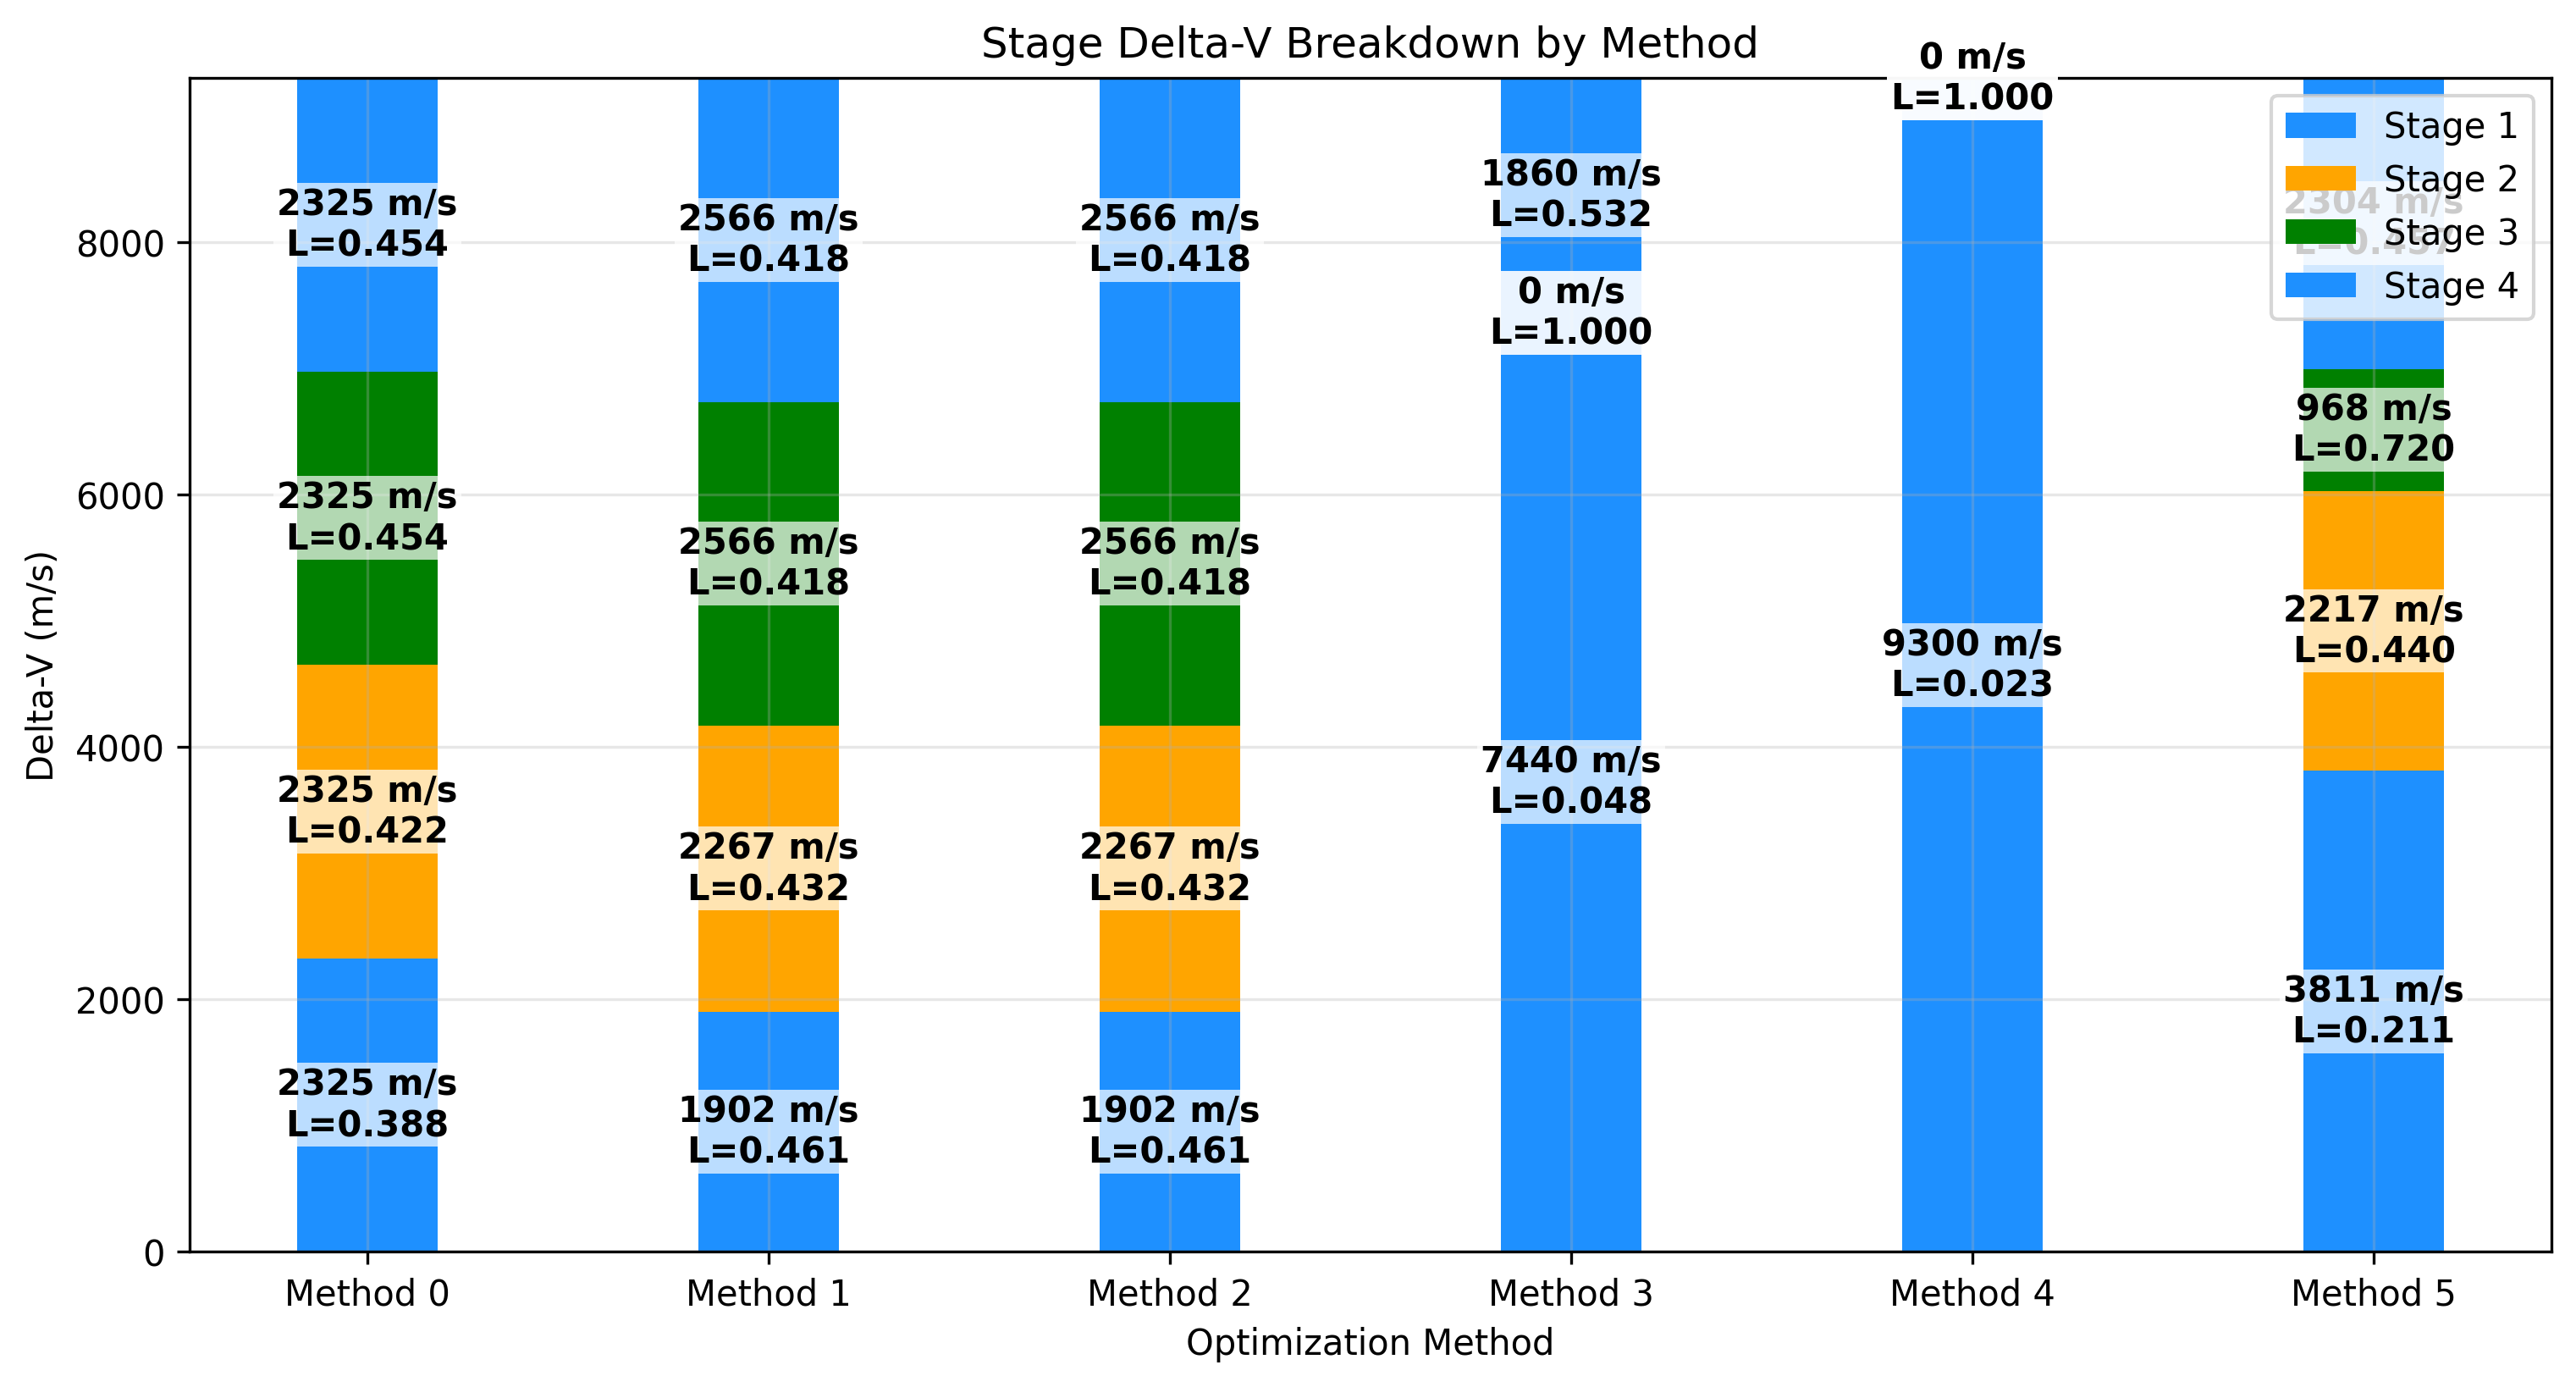 Stage Delta-V Breakdown by Method
0 m/s
L=1.000
Stage 1
Stage 2
Stage 3
Stage 4
Delta-V (m/s)
8000
6000
4000
2000
0
2325 m/s
L=0.454
2325 m/s
L=0.454
2325 m/s
L=0.422
2325 m/s
L=0.388
2566 m/s
L=0.418
2566 m/s
L=0.418
2267 m/s
L=0.432
1902 m/s
L=0.461
2566 m/s
L=0.418
2566 m/s
L=0.418
2267 m/s
L=0.432
1902 m/s
L=0.461
1860 m/s
L=0.532
0 m/s
L=1.000
7440 m/s
L=0.048
9300 m/s
L=0.023
2304 m/s
968 m/s
L=0.720
2217 m/s
L=0.440
3811 m/s
L=0.211
Method 0
Method 1
Method 2
Method 3
Method 4
Method 5
Optimization Method